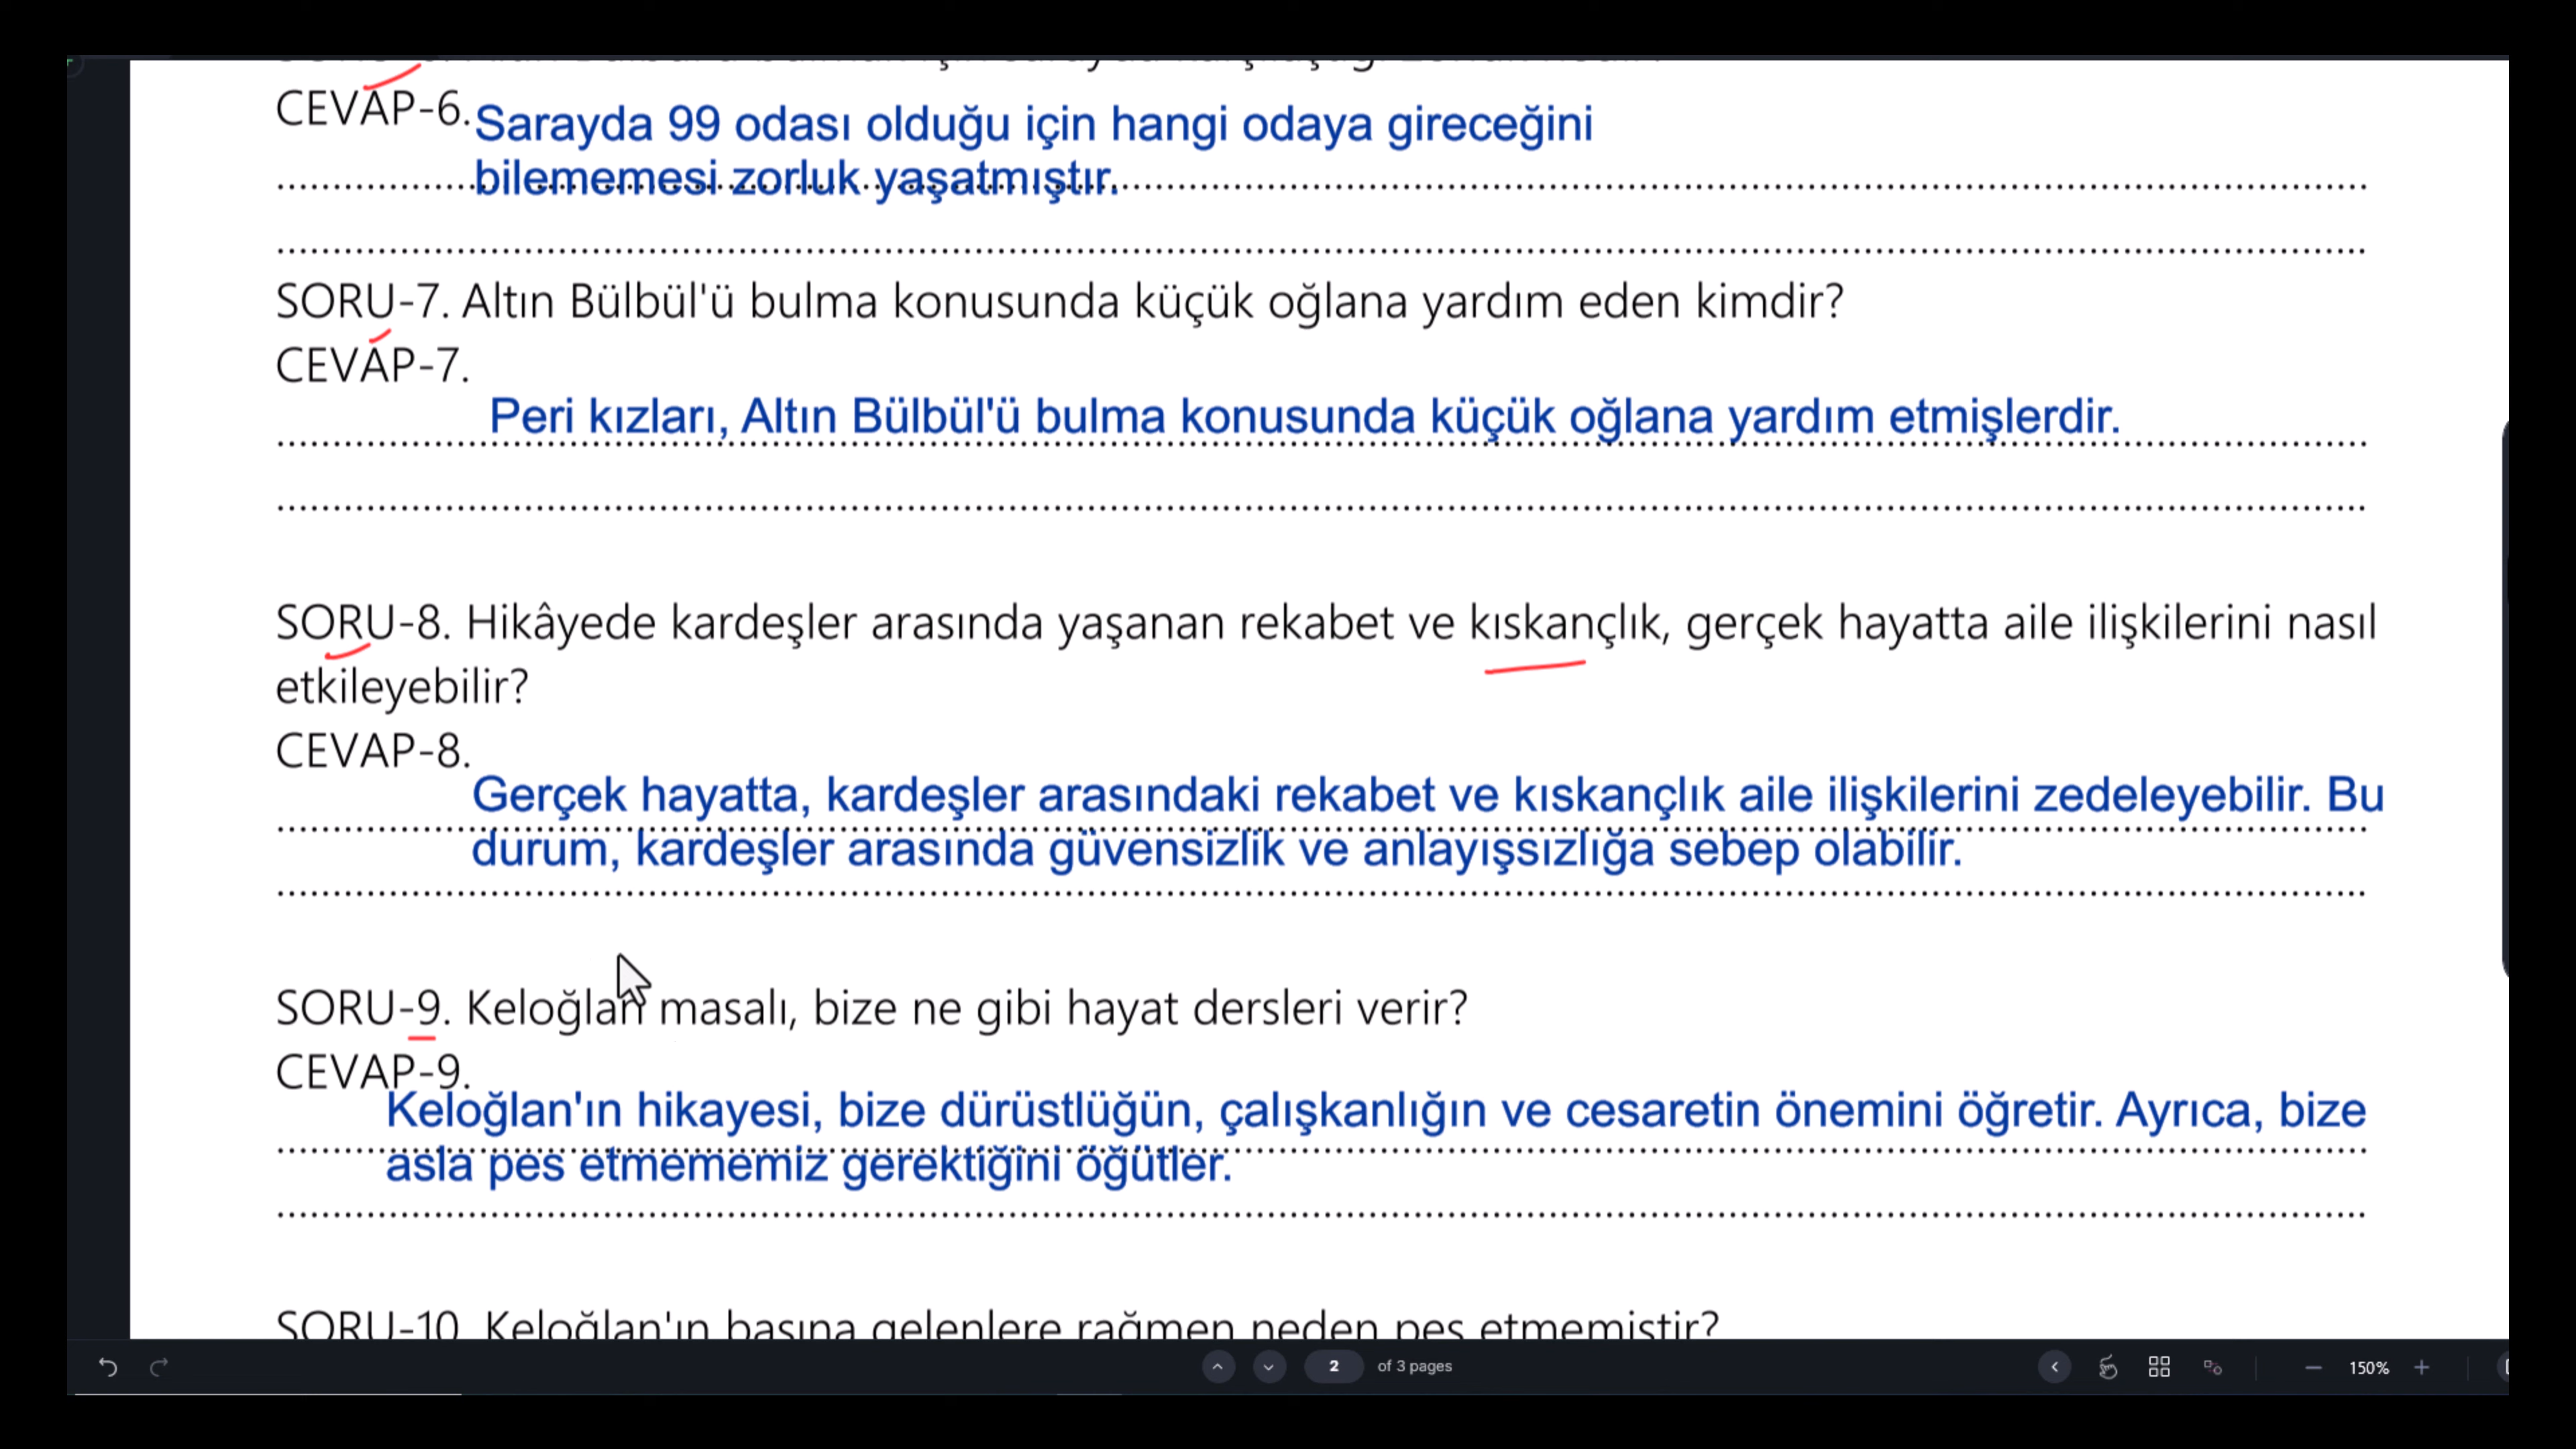 CEVAP-6.
Sarayda 99 odası olduğu için hangi odaya gireceğini
bilememesi zorluk yaşatmıştır.
SORU-7. Altın Bülbül'ü bulma konusunda küçük oğlana yardım eden kimdir?
CEVAP-7.
Peri kızları, Altın Bülbül'ü bulma konusunda küçük oğlana yardım etmişlerdir.
SORU-8. Hikâyede kardeşler arasında yaşanan rekabet ve kıskançlık, gerçek hayatta aile ilişkilerini nasıl
etkileyebilir?
CEVAP-8.
Gerçek hayatta, kardeşler arasındaki rekabet ve kıskançlık aile ilişkilerini zedeleyebilir. Bu
durum, kardeşler arasında güvensizlik ve anlayışsızlığa sebep olabilir.
SORU-9. Keloğlan masalı, bize ne gibi hayat dersleri verir?
CEVAP-9.
Keloğlan'ın hikayesi, bize dürüstlüğün, çalışkanlığın ve cesaretin önemini öğretir. Ayrıca, bize
asla pes etmememiz gerektiğini öğütler.
SORU-10. Keloğlan'ın başına gelenlere rağmen neden pes etmemiştir?
2 of 3 pages
150%